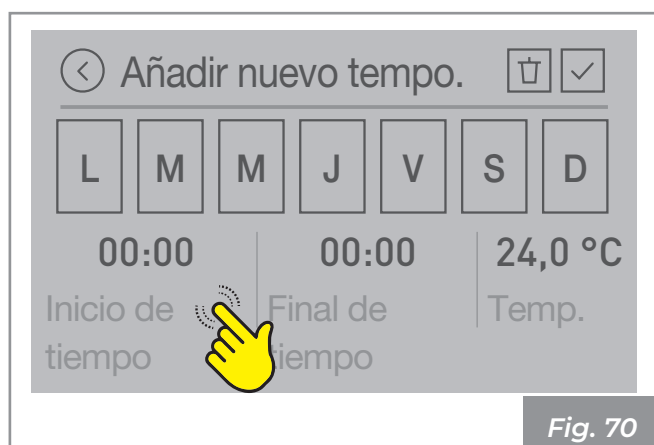 Añadir nuevo tempo.
L M M J V S D
00:00 00:00 24,0 °C
Inicio de Final de Temp.
tiempo tiempo
Fig. 70